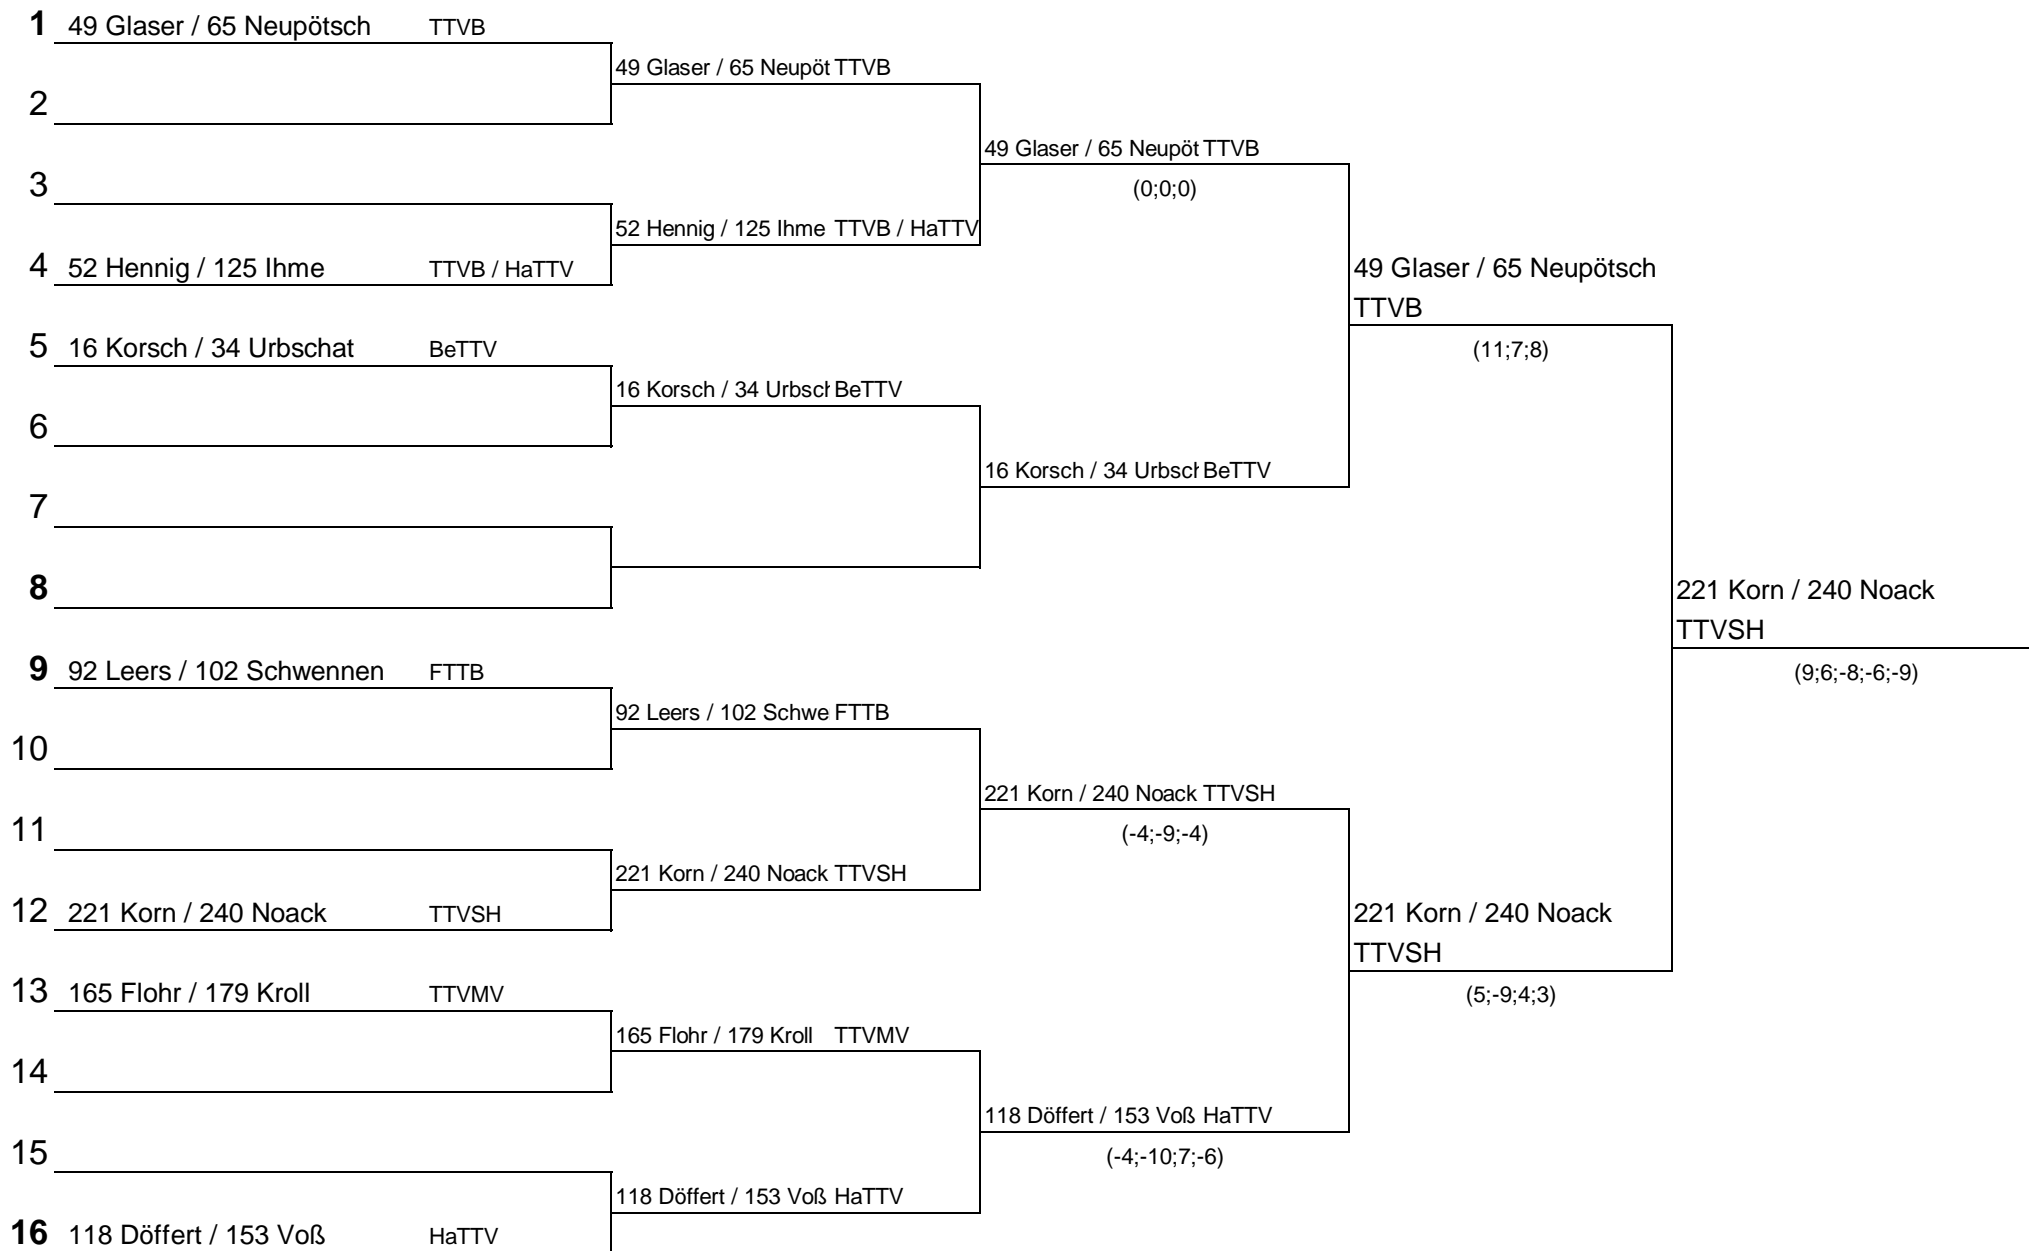 1 49 Glaser / 65 Neupötsch TTVB
49 Glaser / 65 Neupöt TTVB
2
49 Glaser / 65 Neupöt TTVB
3
(0;0;0)
52 Hennig / 125 Ihme TTVB / HaTTV
4 52 Hennig / 125 Ihme TTVB / HaTTV
49 Glaser / 65 Neupötsch
TTVB
5 16 Korsch / 34 Urbschat BeTTV
(11;7;8)
16 Korsch / 34 Urbsch BeTTV
6
16 Korsch / 34 Urbsch BeTTV
7
8
221 Korn / 240 Noack
TTVSH
9 92 Leers / 102 Schwennen FTTB
(9;6;-8;-6;-9)
92 Leers / 102 Schwe FTTB
10
221 Korn / 240 Noack TTVSH
11
(-4;-9;-4)
221 Korn / 240 Noack TTVSH
12 221 Korn / 240 Noack TTVSH
221 Korn / 240 Noack
TTVSH
13 165 Flohr / 179 Kroll TTVMV
(5;-9;4;3)
165 Flohr / 179 Kroll TTVMV
14
118 Döffert / 153 Voß HaTTV
15
(-4;-10;7;-6)
118 Döffert / 153 Voß HaTTV
16 118 Döffert / 153 Voß HaTTV